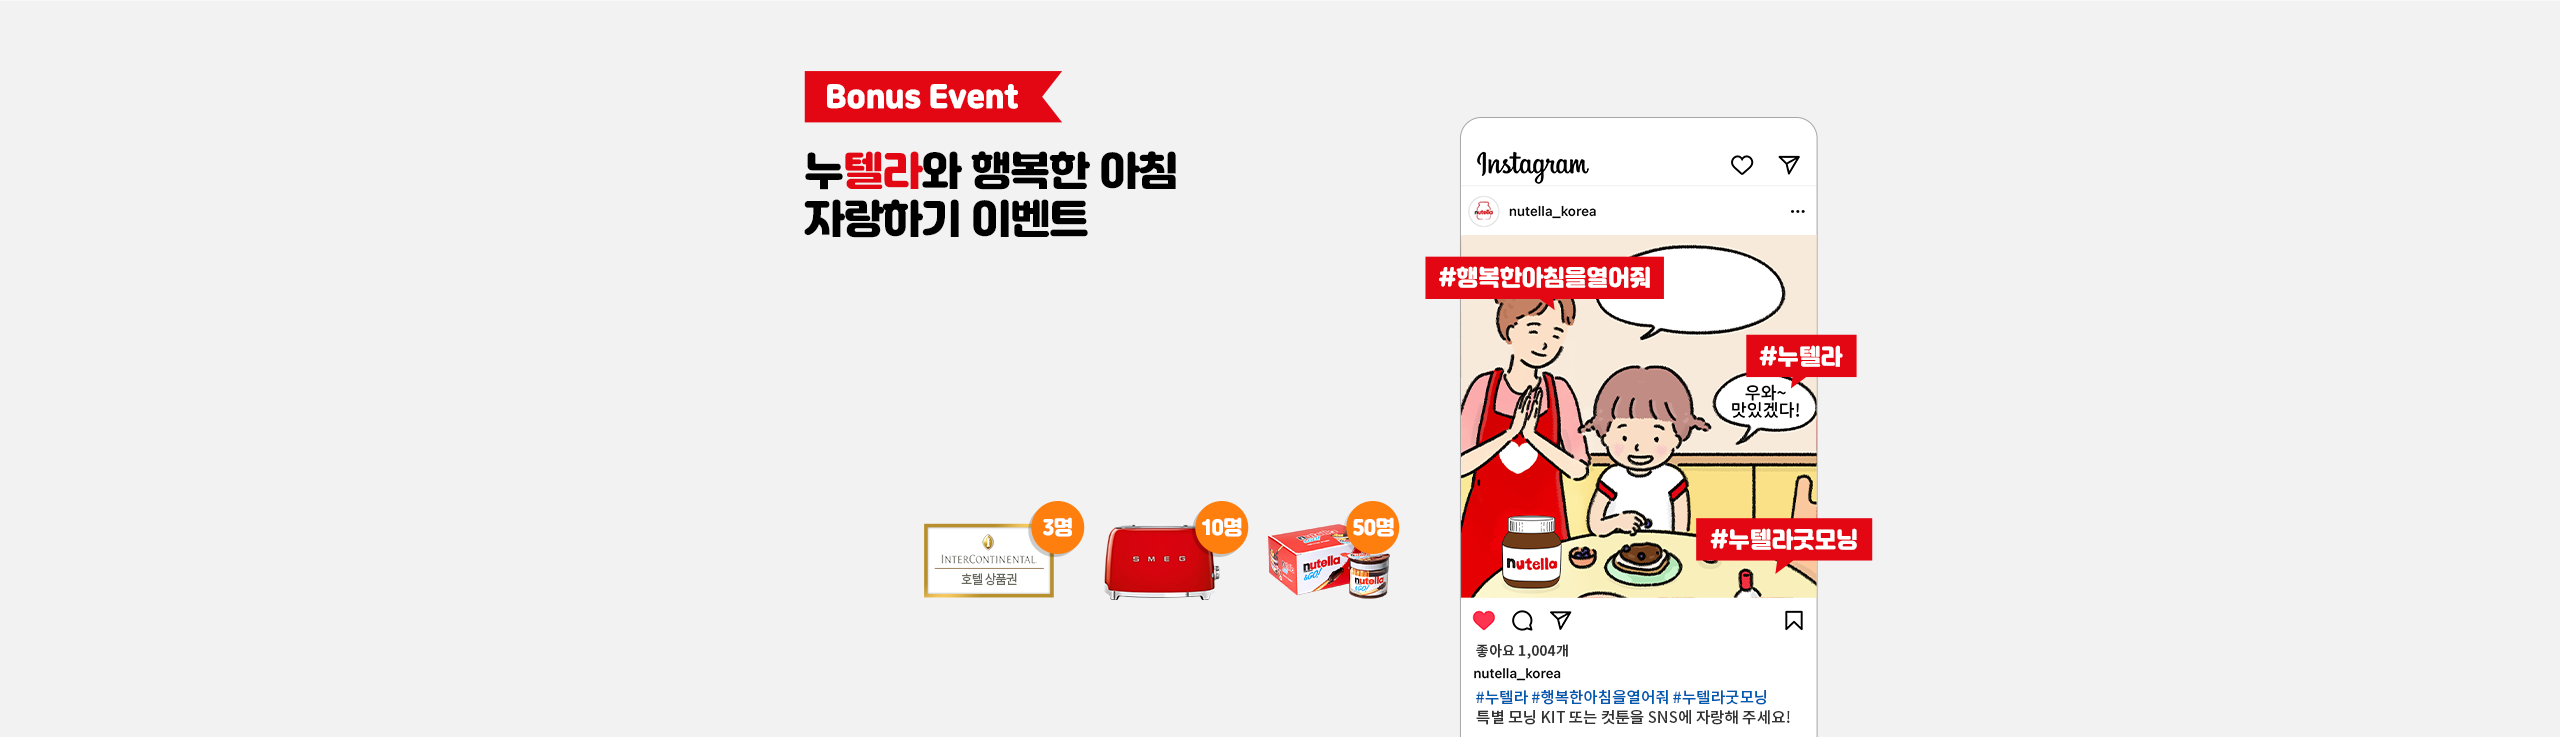 Bonus Event
누텔라와 행복한 아침
자랑하기 이벤트
3명
INTERCONTINENTAL
호텔 상품권
10명
SMEG
50명
nutella
&GO!
nutella
&GO!
Instagram
nutella
nutella_korea
#행복한아침을열어줘
#누텔라
우와~
맛있겠다!
#누텔라굿모닝
nutella
좋아요 1,004개
nutella_korea
#누텔라 #행복한아침을열어줘 #누텔라굿모닝
특별 모닝 KIT 또는 컷툰을 SNS에 자랑해 주세요!